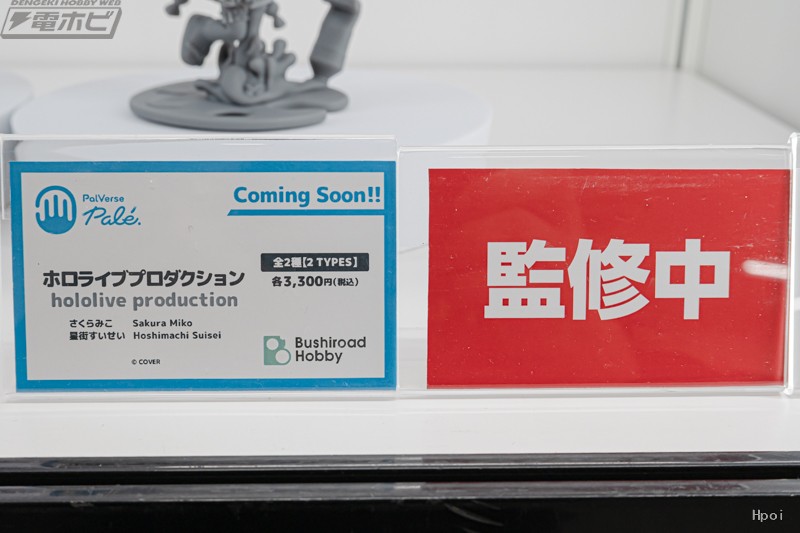 DENGEKI HOBBY WEB
電ホビ
PalVerse
Palé.
Coming Soon!!
全2種【2 TYPES】
各3,300円(税込)
ホロライブプロダクション
hololive production
さくらみこ Sakura Miko
星街すいせい Hoshimachi Suisei
Bushiroad
Hobby
© COVER
監修中
Hpoi